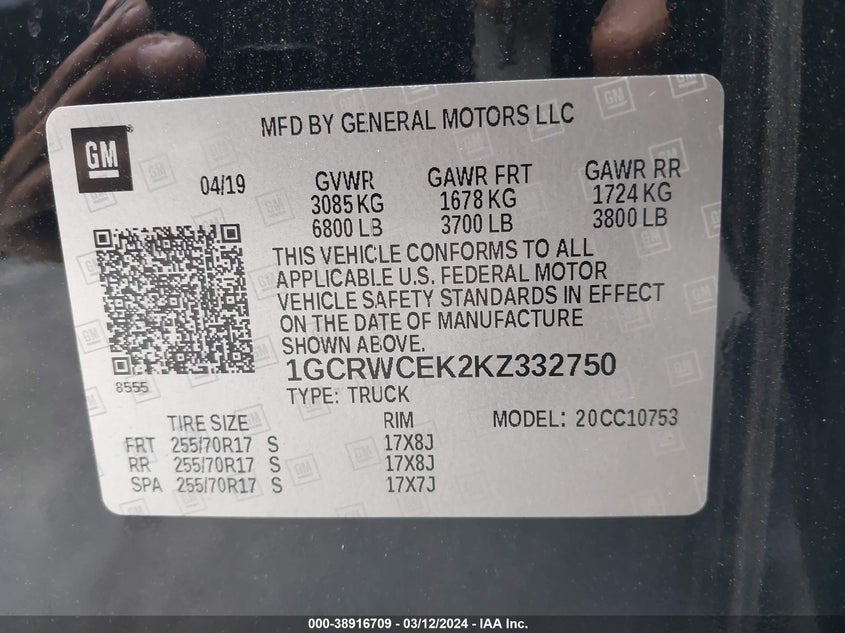 MFD BY GENERAL MOTORS LLC
GM
04/19
GVWR GAWR FRT GAWR RR
3085 KG 1678 KG 1724 KG
6800 LB 3700 LB 3800 LB
THIS VEHICLE CONFORMS TO ALL
APPLICABLE U.S. FEDERAL MOTOR
VEHICLE SAFETY STANDARDS IN EFFECT
ON THE DATE OF MANUFACTURE
SHOWN ABOVE.
8555
1GCRWCEK2KZ332750
TYPE: TRUCK
TIRE SIZE RIM MODEL: 20CC10753
FRT 255/70R17 S 17X8J
RR 255/70R17 S 17X8J
SPA 255/70R17 S 17X7J
000-38916709 - 03/12/2024 - IAA Inc.